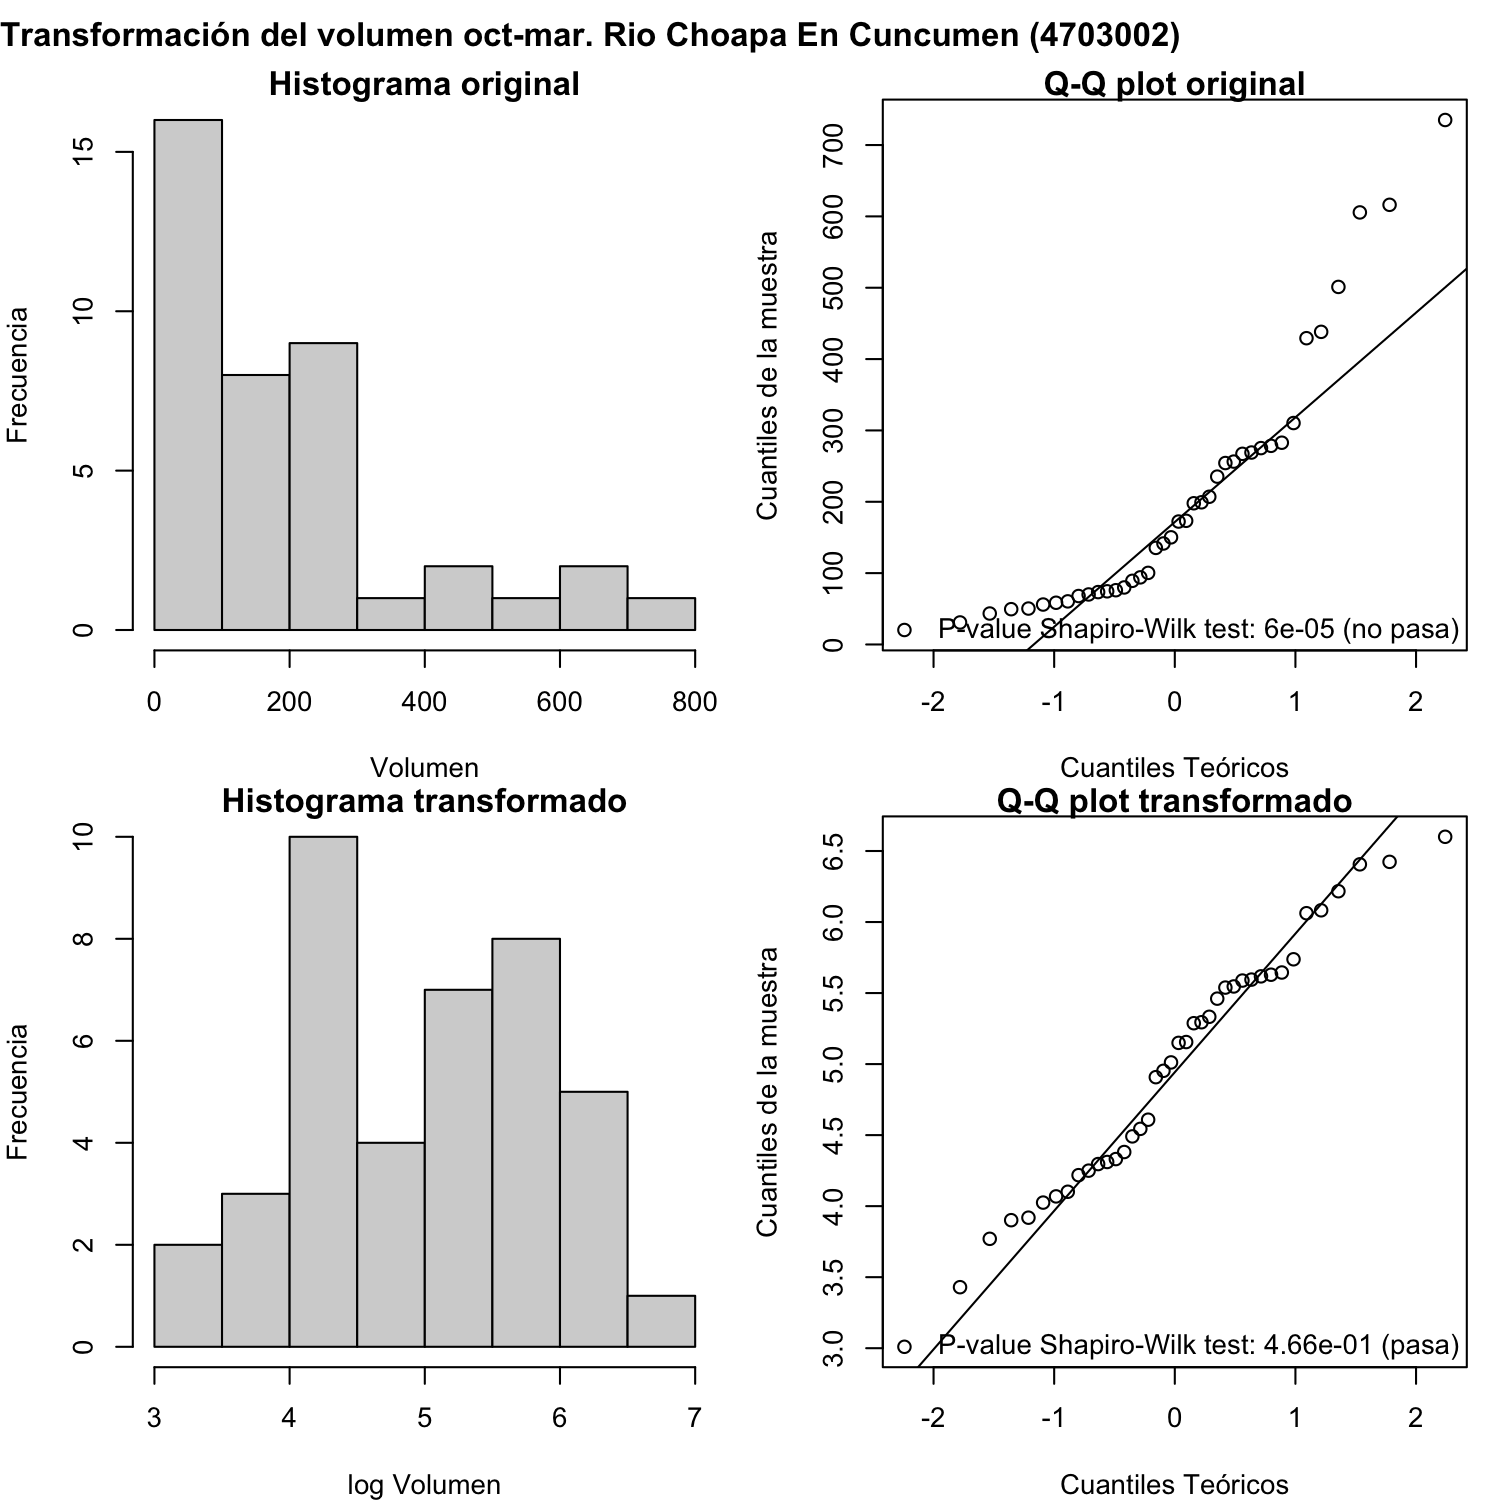 Transformación del volumen oct-mar. Rio Choapa En Cuncumen (4703002)
Histograma original
Frecuencia
15
10
5
0
0 200 400 600 800
Volumen
Q-Q plot original
Cuantiles de la muestra
700
600
500
400
300
200
100
0
P-value Shapiro-Wilk test: 6e-05 (no pasa)
-2 -1 0 1 2
Cuantiles Teóricos
Histograma transformado
Frecuencia
10
8
6
4
2
0
3 4 5 6 7
log Volumen
Q-Q plot transformado
Cuantiles de la muestra
6.5
6.0
5.5
5.0
4.5
4.0
3.5
3.0
P-value Shapiro-Wilk test: 4.66e-01 (pasa)
-2 -1 0 1 2
Cuantiles Teóricos